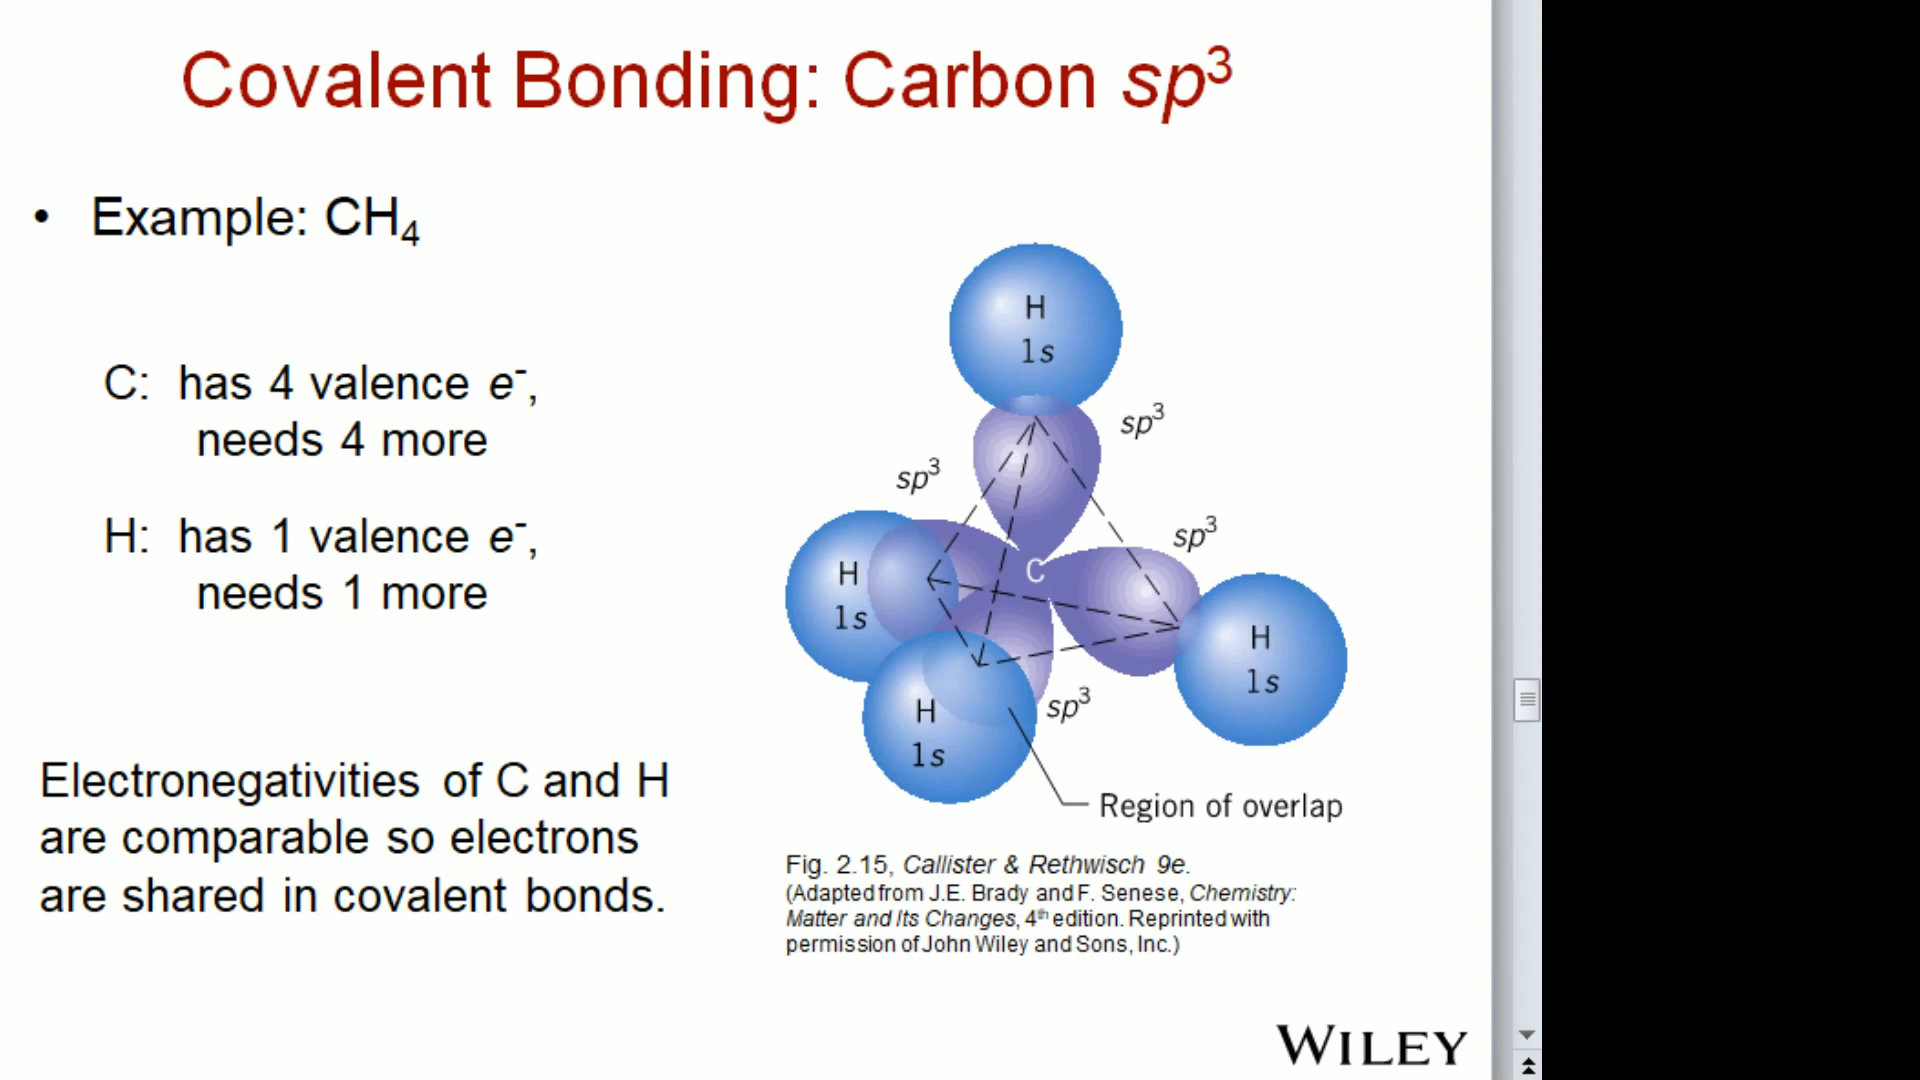 Covalent Bonding: Carbon sp³
• Example: CH₄
C: has 4 valence e⁻,
needs 4 more
H: has 1 valence e⁻,
needs 1 more
Electronegativities of C and H
are comparable so electrons
are shared in covalent bonds.
H
1s
sp³
sp³
sp³
C
H
1s
H
1s
sp³
H
1s
Region of overlap
Fig. 2.15, Callister & Rethwisch 9e.
(Adapted from J.E. Brady and F. Senese, Chemistry:
Matter and Its Changes, 4th edition. Reprinted with
permission of John Wiley and Sons, Inc.)
WILEY